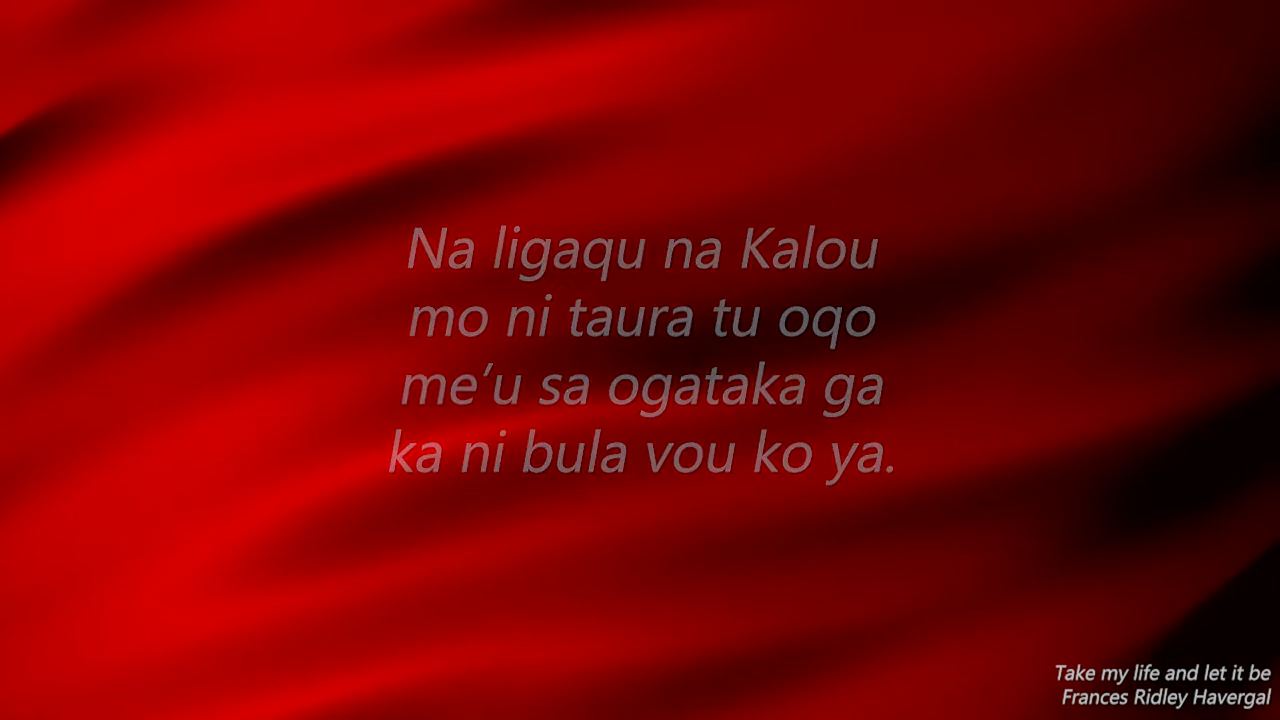 Na ligaqu na Kalou
mo ni taura tu oqo
me’u sa ogataka ga
ka ni bula vou ko ya.
Take my life and let it be
Frances Ridley Havergal